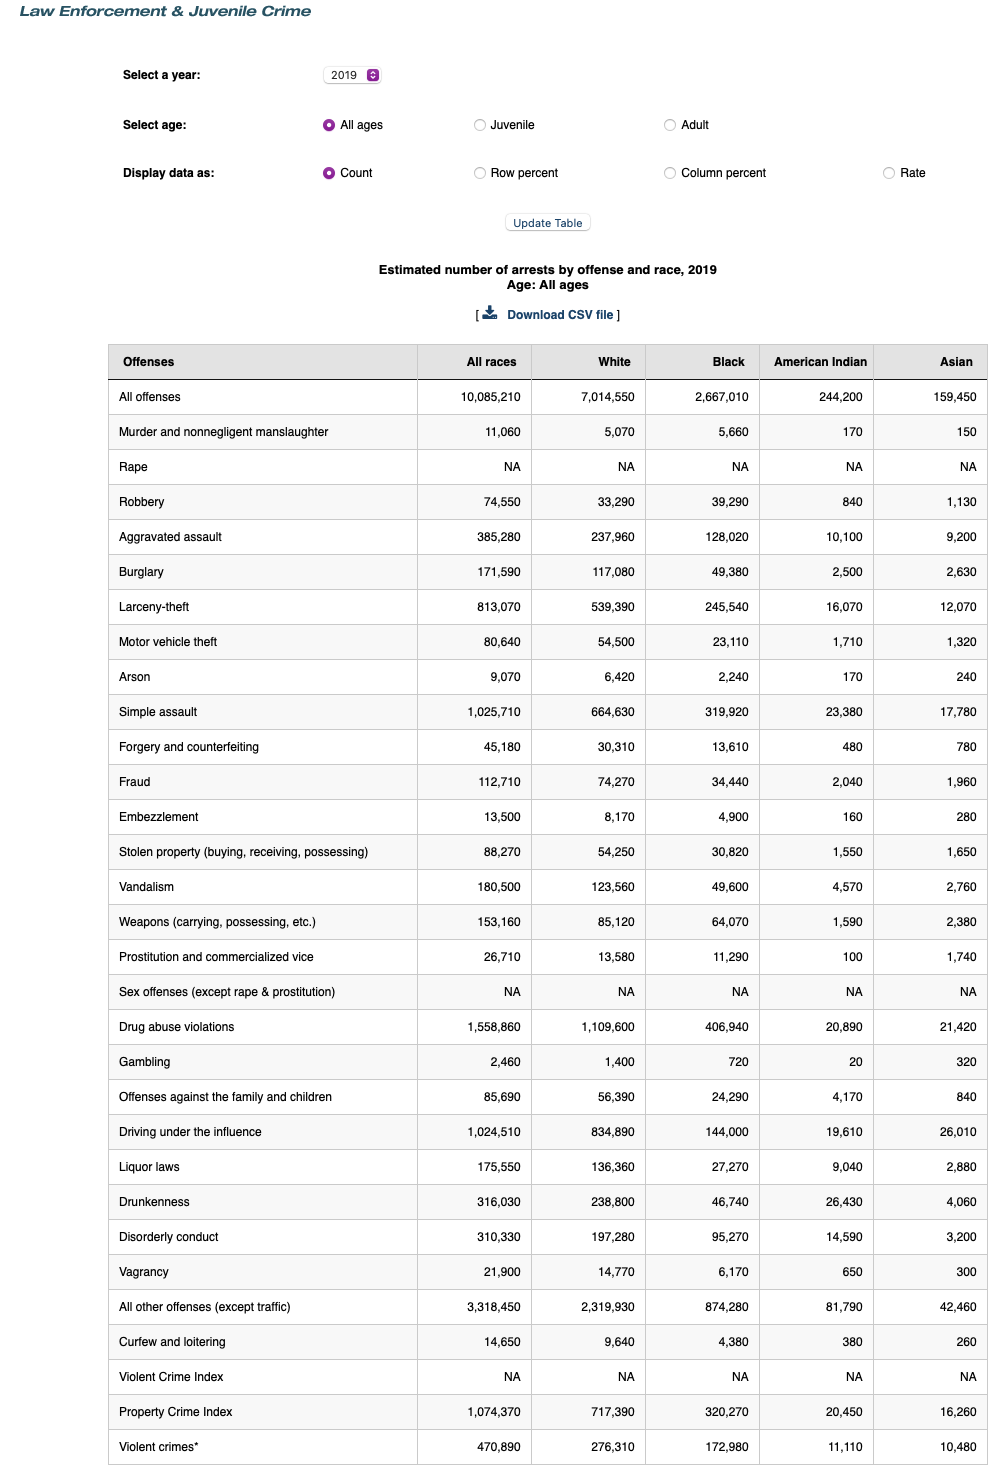 Law Enforcement & Juvenile Crime
Select a year: 2019
Select age: All ages Juvenile Adult
Display data as: Count Row percent Column percent Rate
Update Table
Estimated number of arrests by offense and race, 2019
Age: All ages
[ Download CSV file ]
Offenses All races White Black American Indian Asian
All offenses 10,085,210 7,014,550 2,667,010 244,200 159,450
Murder and nonnegligent manslaughter 11,060 5,070 5,660 170 150
Rape NA NA NA NA NA
Robbery 74,550 33,290 39,290 840 1,130
Aggravated assault 385,280 237,960 128,020 10,100 9,200
Burglary 171,590 117,080 49,380 2,500 2,630
Larceny-theft 813,070 539,390 245,540 16,070 12,070
Motor vehicle theft 80,640 54,500 23,110 1,710 1,320
Arson 9,070 6,420 2,240 170 240
Simple assault 1,025,710 664,630 319,920 23,380 17,780
Forgery and counterfeiting 45,180 30,310 13,610 480 780
Fraud 112,710 74,270 34,440 2,040 1,960
Embezzlement 13,500 8,170 4,900 160 280
Stolen property (buying, receiving, possessing) 88,270 54,250 30,820 1,550 1,650
Vandalism 180,500 123,560 49,600 4,570 2,760
Weapons (carrying, possessing, etc.) 153,160 85,120 64,070 1,590 2,380
Prostitution and commercialized vice 26,710 13,580 11,290 100 1,740
Sex offenses (except rape & prostitution) NA NA NA NA NA
Drug abuse violations 1,558,860 1,109,600 406,940 20,890 21,420
Gambling 2,460 1,400 720 20 320
Offenses against the family and children 85,690 56,390 24,290 4,170 840
Driving under the influence 1,024,510 834,890 144,000 19,610 26,010
Liquor laws 175,550 136,360 27,270 9,040 2,880
Drunkenness 316,030 238,800 46,740 26,430 4,060
Disorderly conduct 310,330 197,280 95,270 14,590 3,200
Vagrancy 21,900 14,770 6,170 650 300
All other offenses (except traffic) 3,318,450 2,319,930 874,280 81,790 42,460
Curfew and loitering 14,650 9,640 4,380 380 260
Violent Crime Index NA NA NA NA NA
Property Crime Index 1,074,370 717,390 320,270 20,450 16,260
Violent crimes* 470,890 276,310 172,980 11,110 10,480